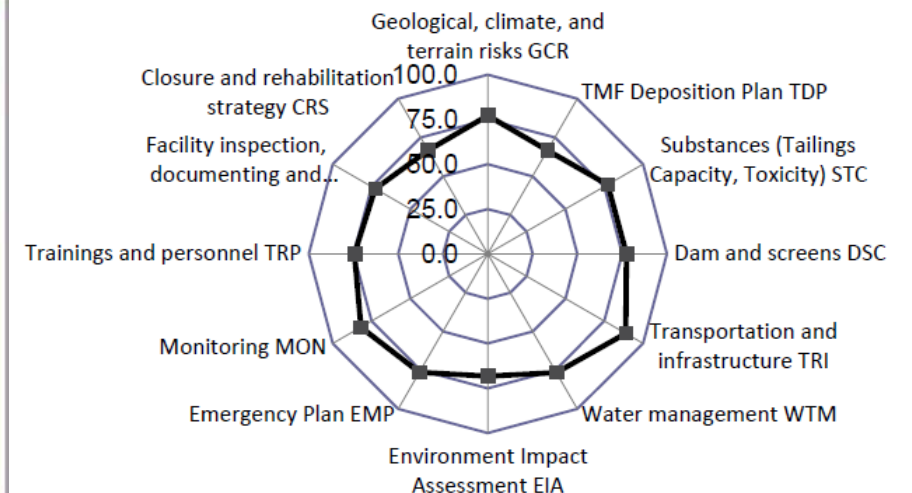 Geological, climate, and
terrain risks GCR
Closure and rehabilitation
strategy CRS
100.0
TMF Deposition Plan TDP
75.0
Facility inspection,
documenting and...
Substances (Tailings
Capacity, Toxicity) STC
50.0
25.0
Trainings and personnel TRP
0.0
Dam and screens DSC
Monitoring MON
Transportation and
infrastructure TRI
Emergency Plan EMP
Water management WTM
Environment Impact
Assessment EIA